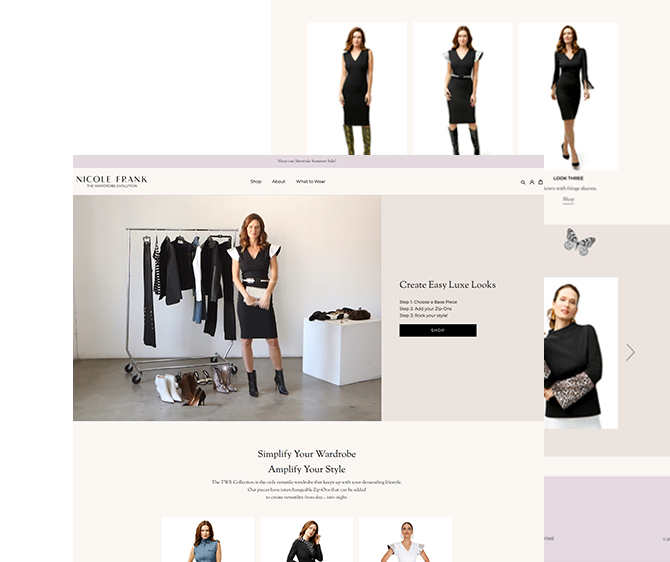 Shop our Storewide Summer Sale!
NICOLE FRANK
THE WARDROBE EVOLUTION
Shop About What to Wear
LOOK THREE
with fringe sleeves.
Shop
Create Easy Luxe Looks
Step 1: Choose a Base Piece
Step 2: Add your Zip-Ons
Step 3: Rock your style!
SHOP
Simplify Your Wardrobe
Amplify Your Style
The TWE Collection is the only versatile wardrobe that keeps up with your demanding lifestyle.
Our pieces have interchangeable Zip-Ons that can be added
to create versatility from day... into night.